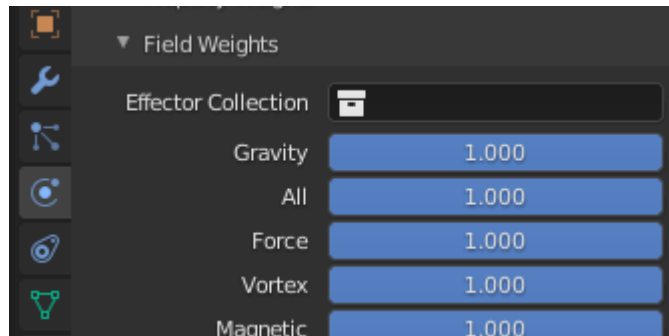 Field Weights
Effector Collection
Gravity 1.000
All 1.000
Force 1.000
Vortex 1.000
Magnetic 1.000